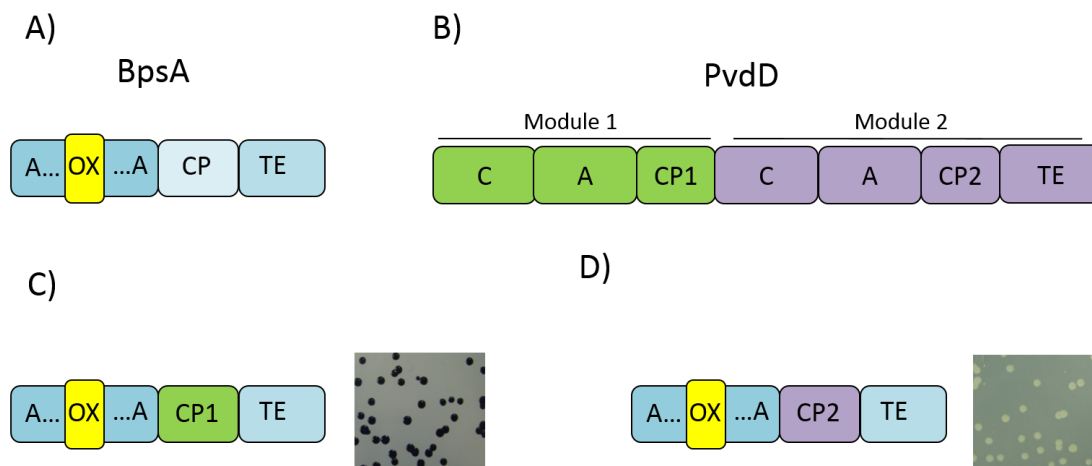 A)
BpsA
A...
OX
...A
CP
TE
B)
PvdD
Module 1
Module 2
C
A
CP1
C
A
CP2
TE
C)
A...
OX
...A
CP1
TE
D)
A...
OX
...A
CP2
TE